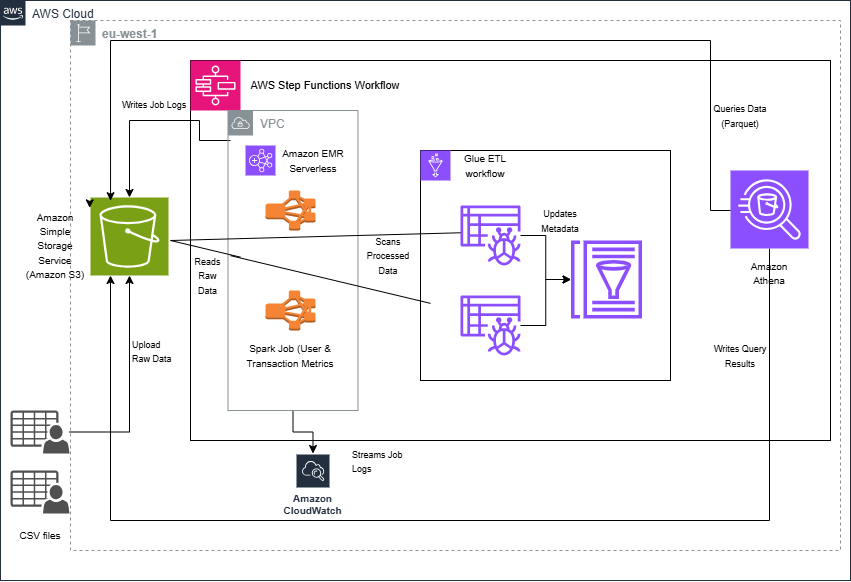 aws
AWS Cloud
eu-west-1
AWS Step Functions Workflow
Writes Job Logs
VPC
Amazon EMR
Serverless
Glue ETL
workflow
Queries Data
(Parquet)
Amazon
Simple
Storage
Service
(Amazon S3)
Reads
Raw
Data
Scans
Processed
Data
Updates
Metadata
Amazon
Athena
Upload
Raw Data
Spark Job (User &
Transaction Metrics
Writes Query
Results
Streams Job
Logs
Amazon
CloudWatch
CSV files